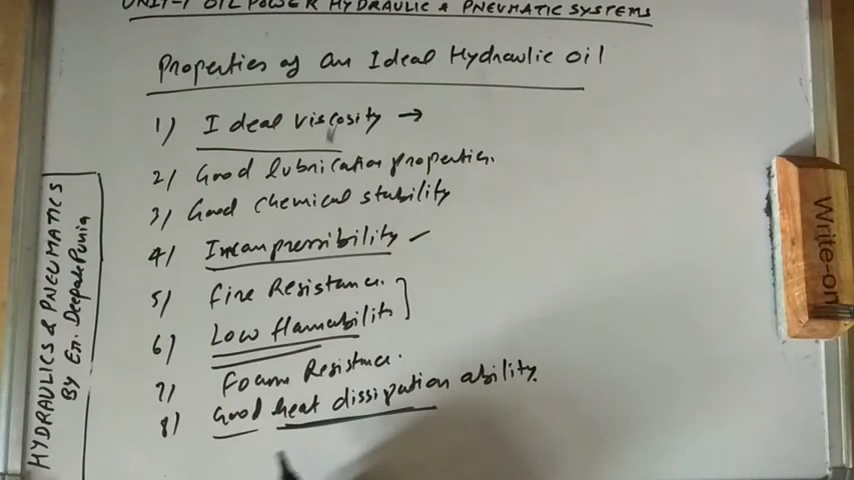 UNIT-1 OIL POWER HYDRAULIC & PNEUMATIC SYSTEMS
Properties of an Ideal Hydraulic oil
1) Ideal viscosity →
2) Good lubrication properties.
3) Good chemical stability
4) Incompressibility ✓
5) Fire Resistance.
6) Low flamability
7) Foam Resistance.
8) Good heat dissipation ability.
HYDRAULICS & PNEUMATICS
BY Er. Deepak Punia
Write-on